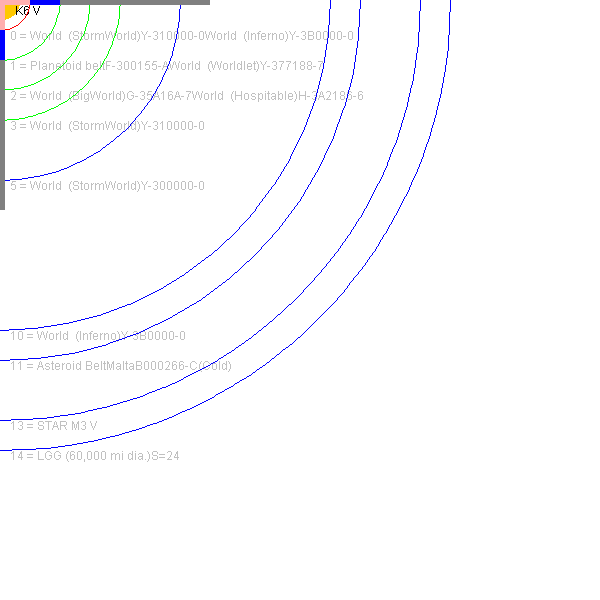 K6 V
0 = World  (StormWorld)Y-310000-0World  (Inferno)Y-3B0000-0
1 = Planetoid beltF-300155-AWorld  (Worldlet)Y-377188-7
2 = World  (BigWorld)G-35A16A-7World  (Hospitable)H-3A2186-6
3 = World  (StormWorld)Y-310000-0
5 = World  (StormWorld)Y-300000-0
10 = World  (Inferno)Y-3B0000-0
11 = Asteroid BeltMaltaB000266-C(Cold)
13 = STAR M3 V
14 = LGG (60,000 mi dia.)S=24